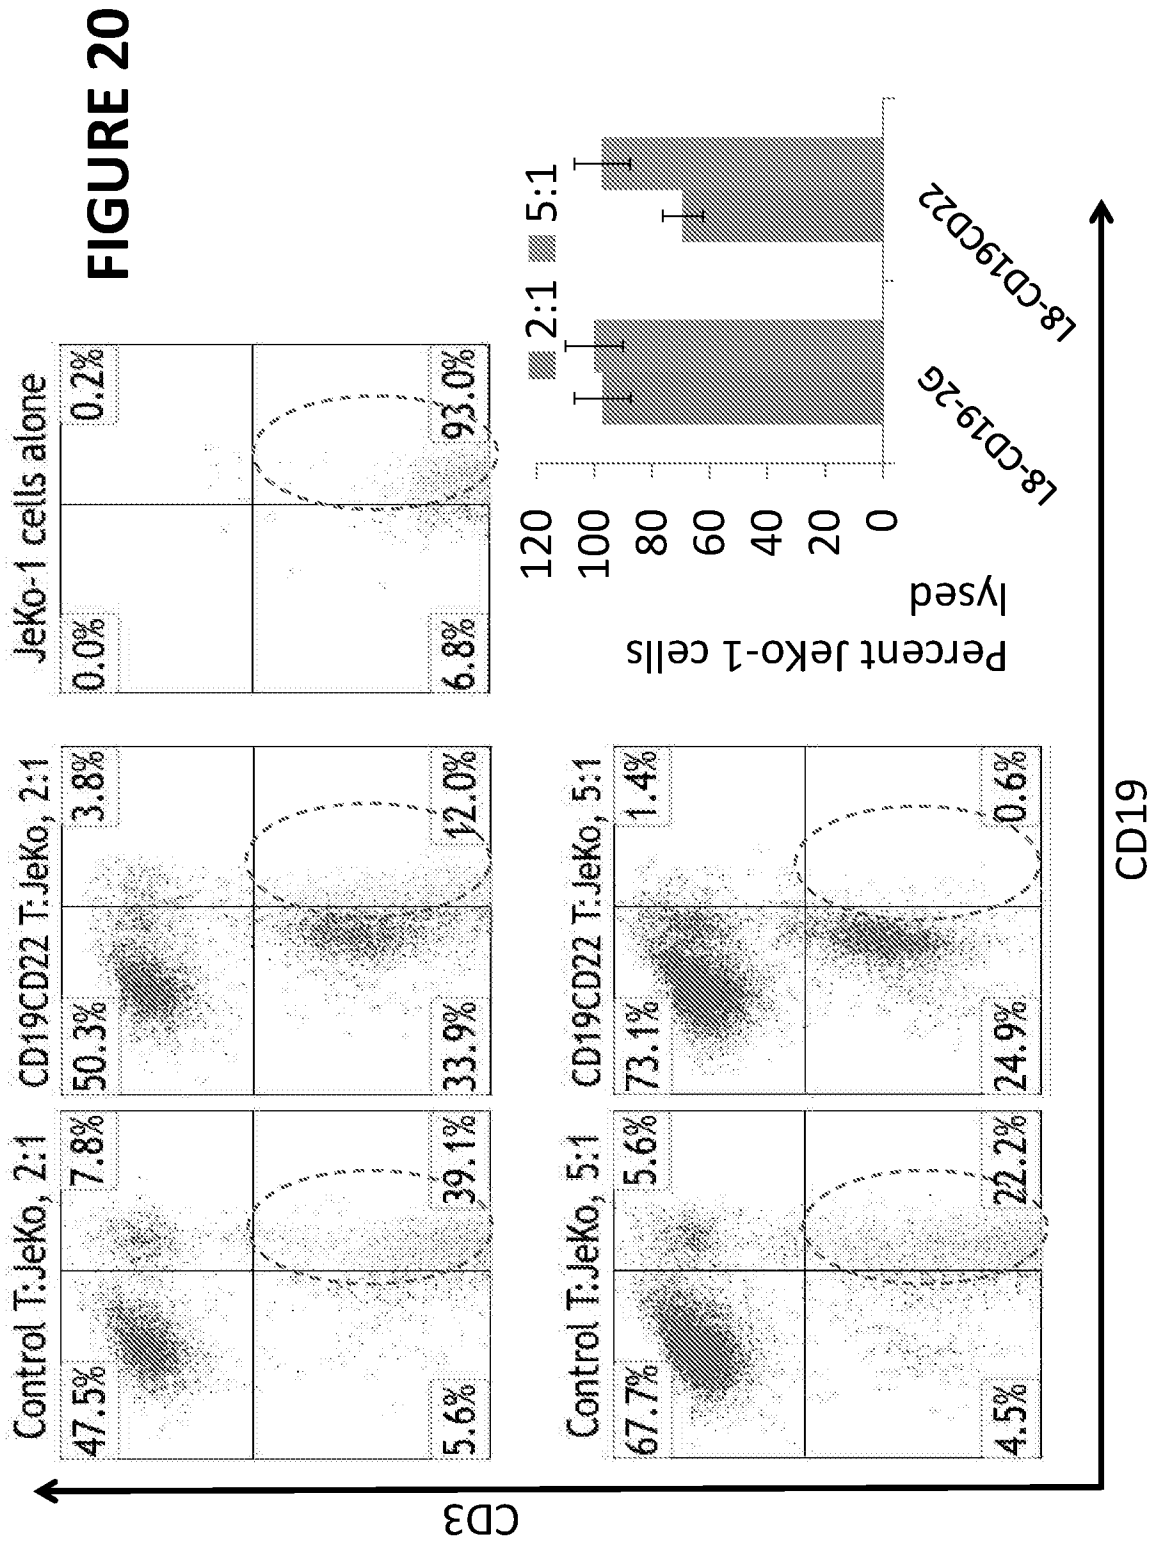 FIGURE 20
Control T:JeKo, 2:1
47.5%
7.8%
5.6%
39.1%
CD19CD22 T:JeKo, 2:1
50.3%
3.8%
33.9%
12.0%
JeKo-1 cells alone
0.0%
0.2%
6.8%
93.0%
Control T:JeKo, 5:1
67.7%
5.6%
4.5%
22.2%
CD19CD22 T:JeKo, 5:1
73.1%
1.4%
24.9%
0.6%
2:1 5:1
120
100
80
60
40
20
0
Percent JeKo-1 cells
lysed
L8-CD19-2G
L8-CD19CD22
CD3
CD19